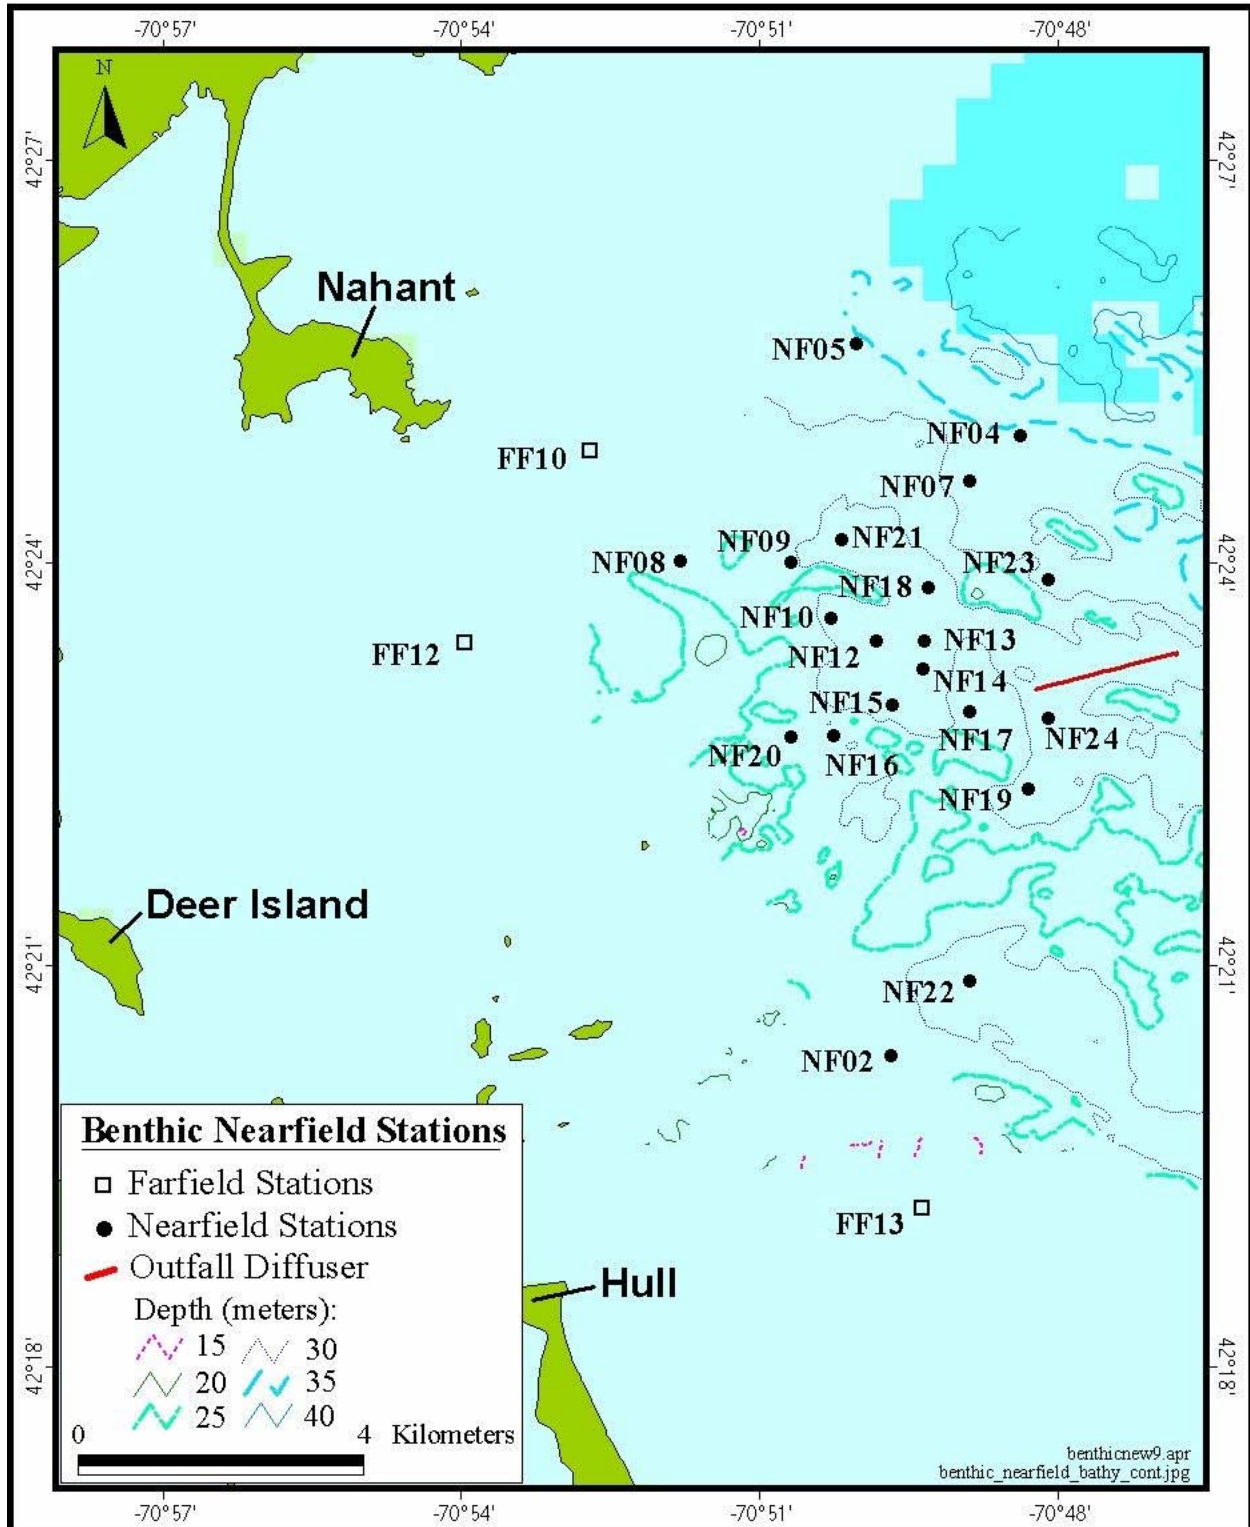 -70°57'
-70°54'
-70°51'
-70°48'
N
42°27'
42°27'
Nahant
NF05
NF04
FF10
NF07
NF21
NF09
NF08
42°24'
42°24'
NF23
NF18
NF10
FF12
NF12
NF13
NF14
NF15
NF17
NF24
NF20
NF16
NF19
Deer Island
42°21'
42°21'
NF22
NF02
Benthic Nearfield Stations
Farfield Stations
Nearfield Stations
FF13
Outfall Diffuser
Hull
Depth (meters):
15 30
20 35
25 40
42°18'
42°18'
0 4 Kilometers
benthicnew9.apr
benthic_nearfield_bathy_cont.jpg
-70°57'
-70°54'
-70°51'
-70°48'